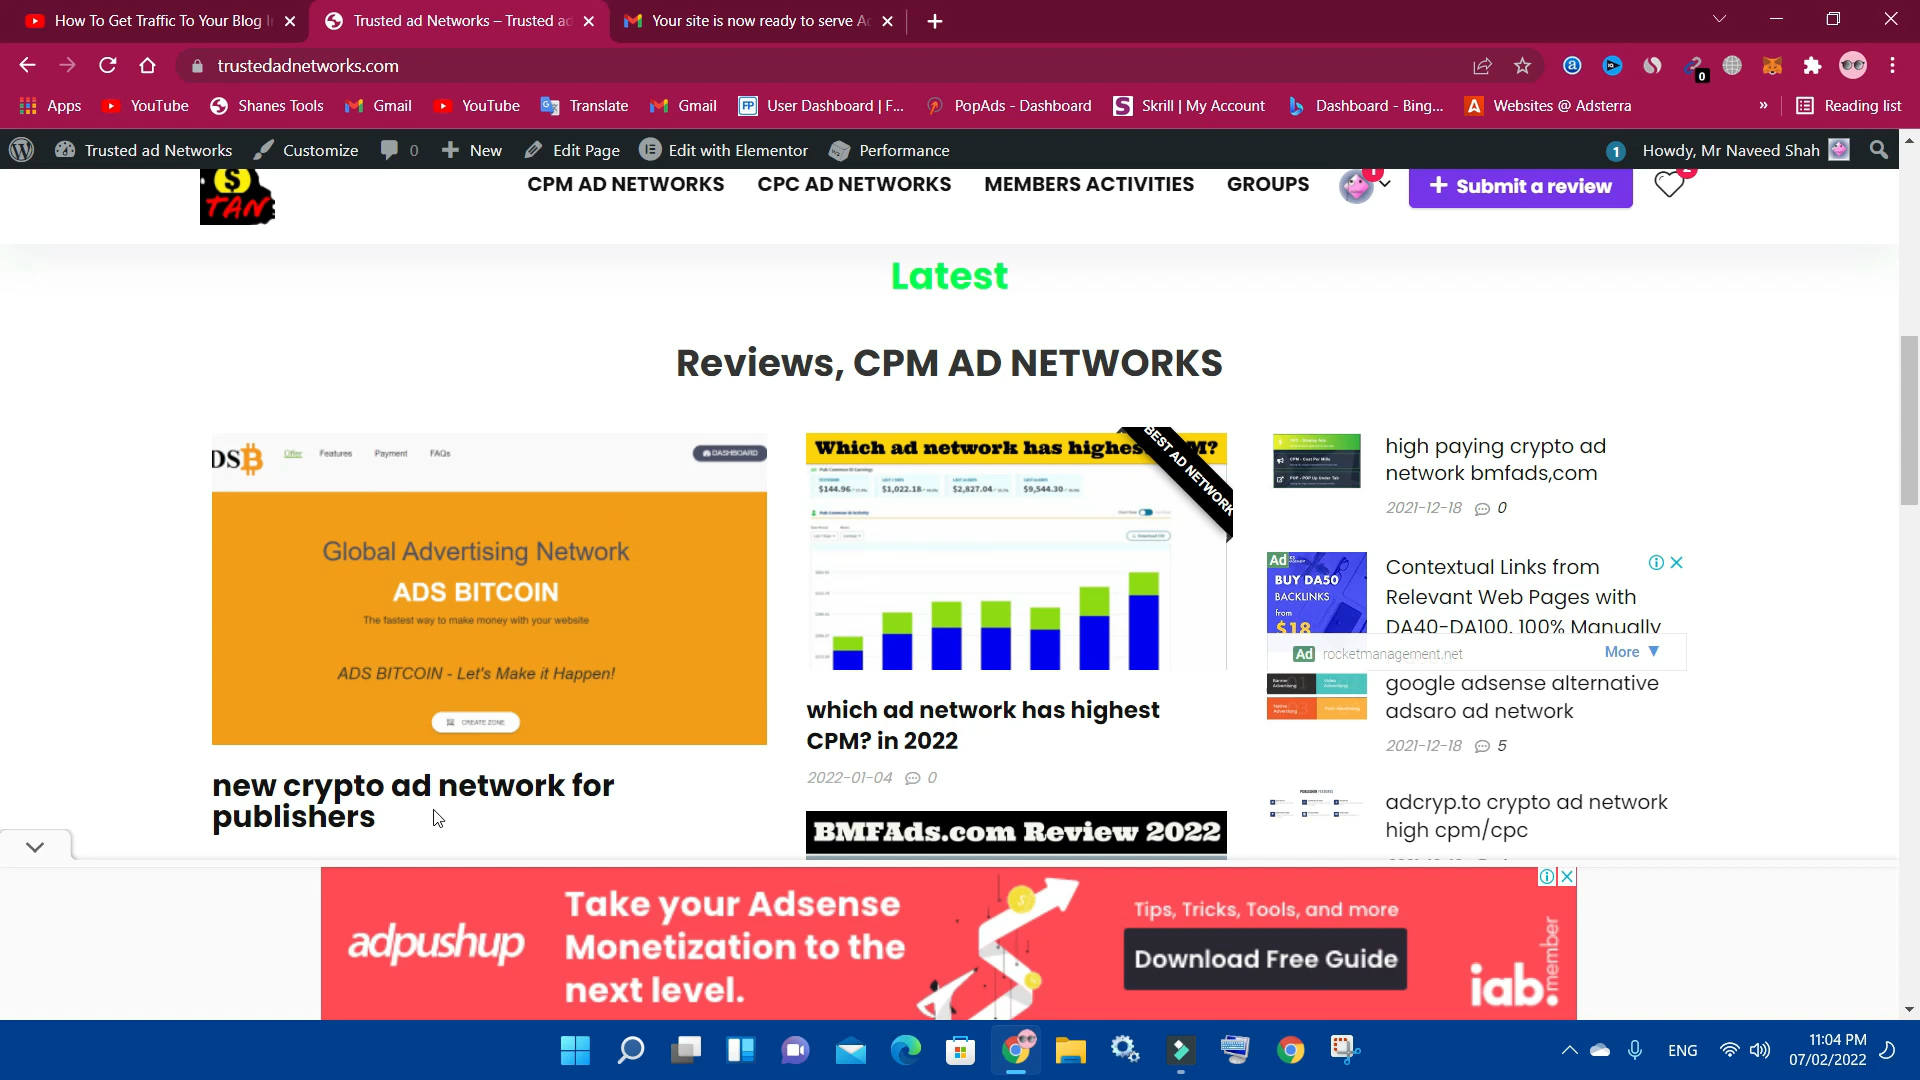 How To Get Traffic To Your Blog
Trusted ad Networks – Trusted ad
Your site is now ready to serve A
trustedadnetworks.com
0
Apps
YouTube
Shanes Tools
Gmail
YouTube
Translate
Gmail
User Dashboard | F...
PopAds - Dashboard
Skrill | My Account
Dashboard - Bing...
Websites @ Adsterra
»
Reading list
Trusted ad Networks
Customize
0
New
Edit Page
Edit with Elementor
Performance
1
Howdy, Mr Naveed Shah
TAN
CPM AD NETWORKS
CPC AD NETWORKS
MEMBERS ACTIVITIES
GROUPS
+ Submit a review
Latest
Reviews, CPM AD NETWORKS
DS
Offer
Features
Payment
FAQs
DASHBOARD
Global Advertising Network
ADS BITCOIN
The fastest way to make money with your website
ADS BITCOIN - Let's Make it Happen!
CREATE ZONE
new crypto ad network for
publishers
Which ad network has highes M?
BEST AD NETWORK
$144.96
$1,022.18
$2,827.04
$9,544.30
which ad network has highest
CPM? in 2022
2022-01-04 0
BMFAds.com Review 2022
high paying crypto ad
network bmfads,com
2021-12-18 0
Ad
BUY DA50
BACKLINKS
from
$18
Contextual Links from
Relevant Web Pages with
DA40-DA100. 100% Manually
Ad rocketmanagement.net
More
google adsense alternative
adsaro ad network
2021-12-18 5
adcryp.to crypto ad network
high cpm/cpc
adpushup
Take your Adsense
Monetization to the
next level.
Tips, Tricks, Tools, and more
Download Free Guide
iab.
member
ENG
11:04 PM
07/02/2022